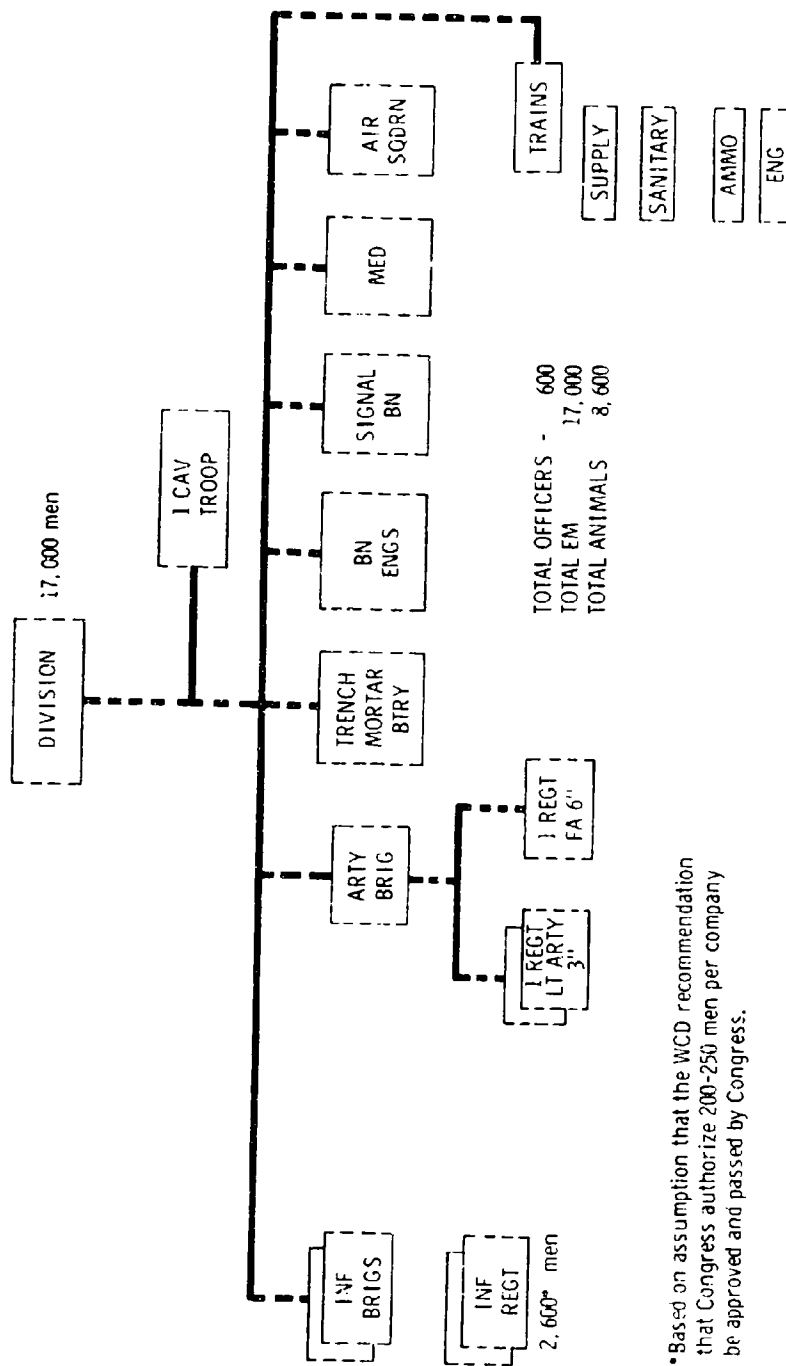 DIVISION
17,000 men
1 CAV
TROOP
INF
BRIGS
INF
REGT
2,600* men
ARTY
BRIG
1 REGT
LT ARTY
3"
1 REGT
FA 6"
TRENCH
MORTAR
BTRY
BN
ENGS
SIGNAL
BN
MED
AIR
SQDRN
TRAINS
SUPPLY
SANITARY
AMMO
ENG
TOTAL OFFICERS - 600
TOTAL EM 17,000
TOTAL ANIMALS 8,600
*Based on assumption that the WCD recommendation
that Congress authorize 200-250 men per company
be approved and passed by Congress.